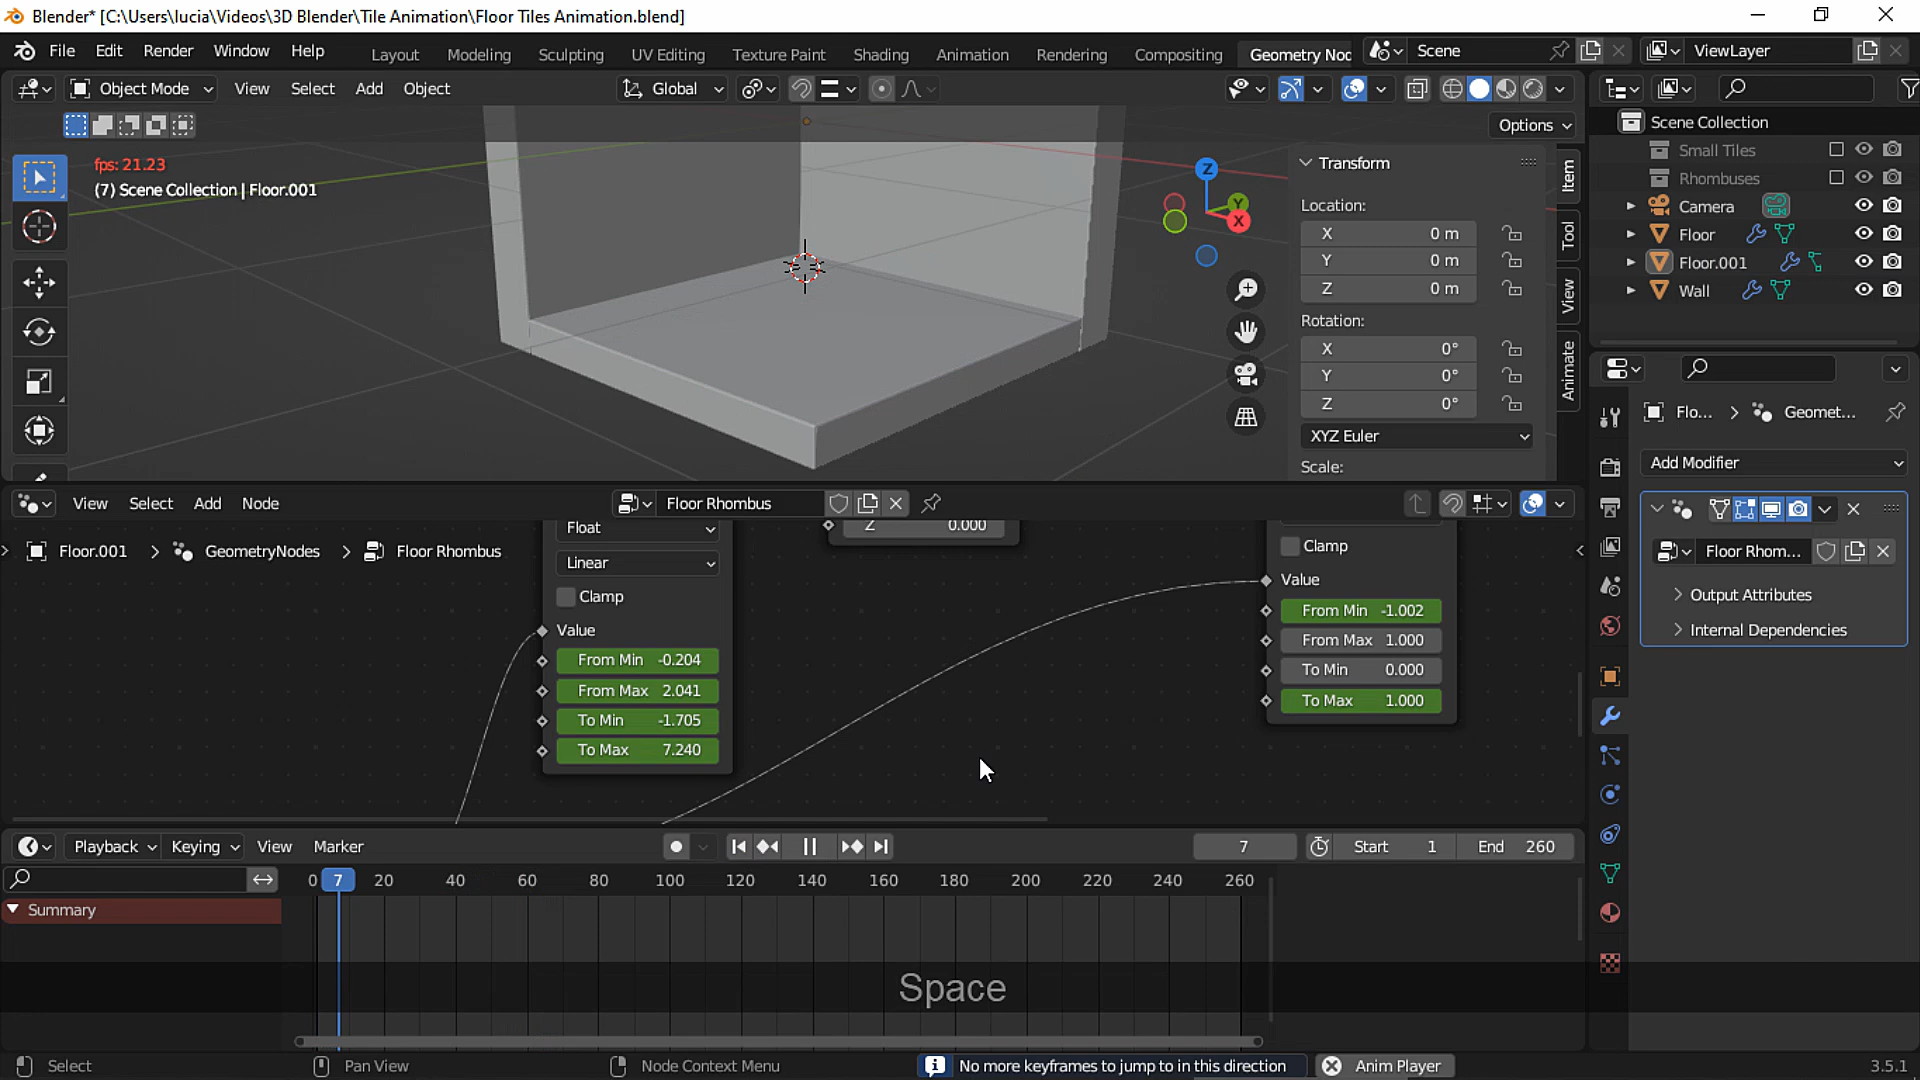 Blender* [C:\Users\lucia\Videos\3D Blender\Tile Animation\Floor Tiles Animation.blend]
File Edit Render Window Help Layout Modeling Sculpting UV Editing Texture Paint Shading Animation Rendering Compositing Geometry Noc Scene ViewLayer
Object Mode View Select Add Object Global
Options
fps: 21.23
(7) Scene Collection | Floor.001
Z
Y
X
Transform
Location:
X 0 m
Y 0 m
Z 0 m
Rotation:
X 0°
Y 0°
Z 0°
XYZ Euler
Scale:
Item
Tool
View
Animate
Scene Collection
Small Tiles
Rhombuses
Camera
Floor
Floor.001
Wall
Flo... Geomet...
Add Modifier
Floor Rhom...
Output Attributes
Internal Dependencies
View Select Add Node Floor Rhombus
Floor.001 GeometryNodes Floor Rhombus
Float
Linear
Clamp
Value
From Min -0.204
From Max 2.041
To Min -1.705
To Max 7.240
Z 0.000
Clamp
Value
From Min -1.002
From Max 1.000
To Min 0.000
To Max 1.000
Playback Keying View Marker 7 Start 1 End 260
0 7 20 40 60 80 100 120 140 160 180 200 220 240 260
Summary
Space
Select Pan View Node Context Menu No more keyframes to jump to in this direction Anim Player 3.5.1